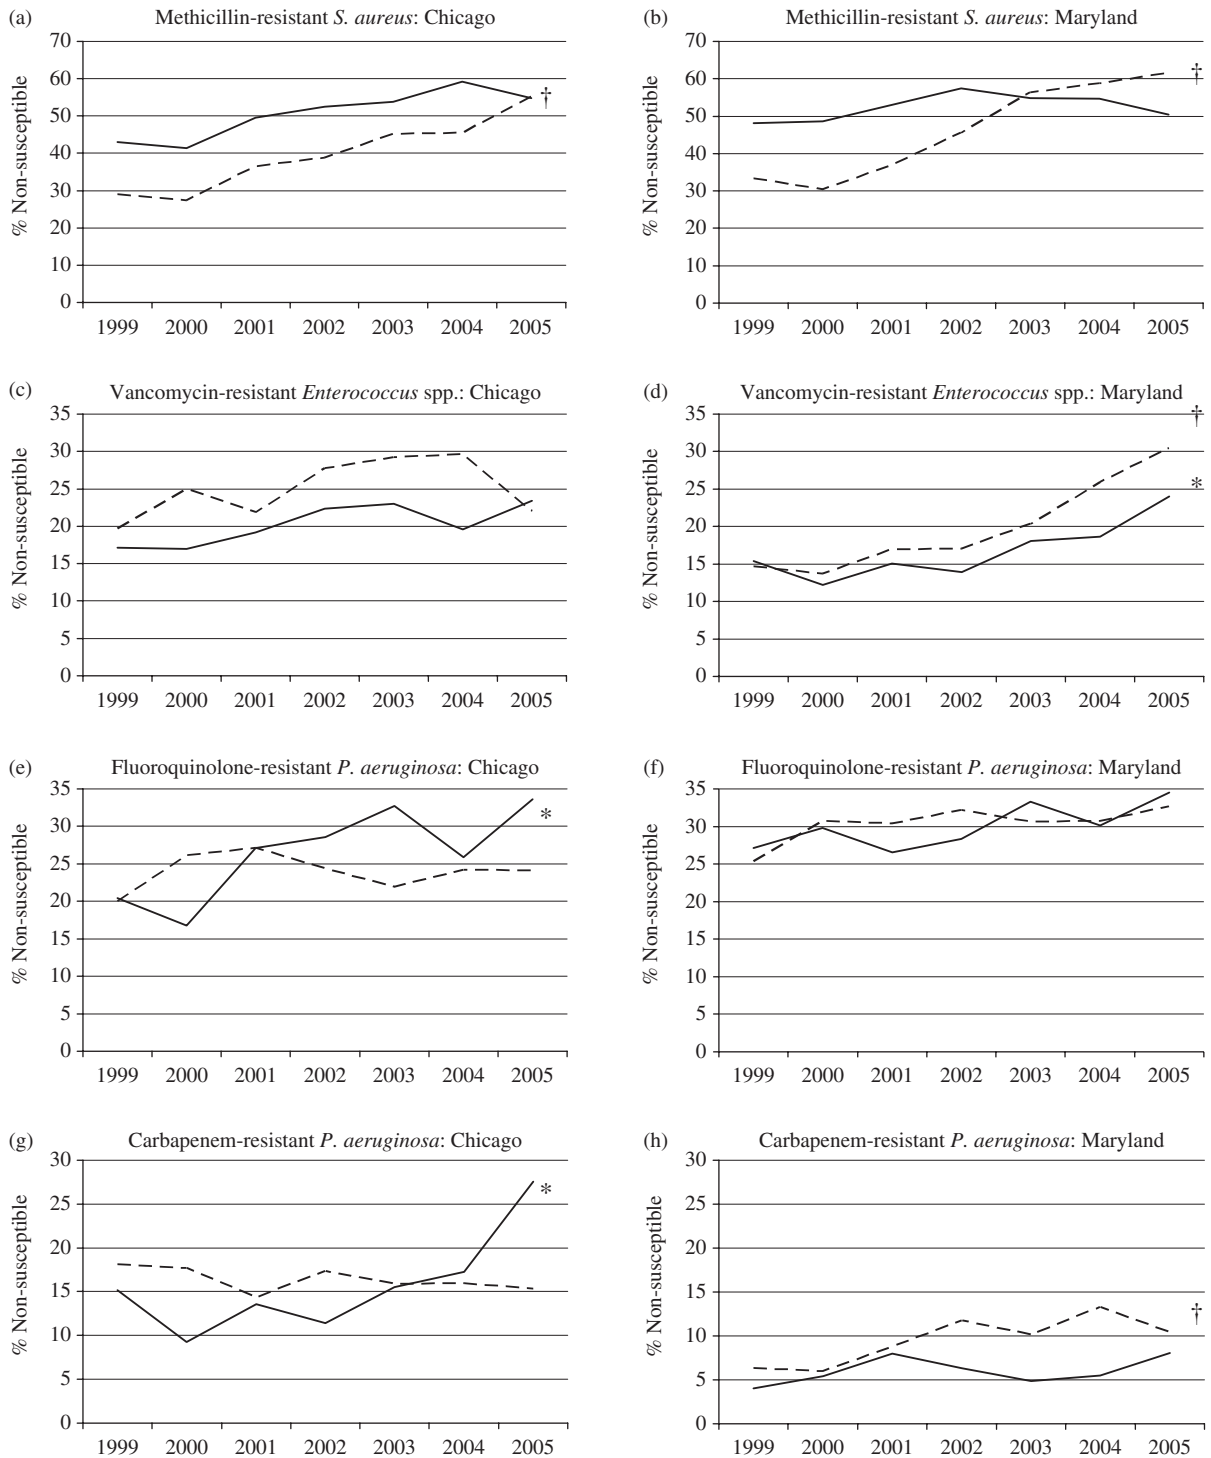 (a) Methicillin-resistant S. aureus: Chicago
% Non-susceptible
70
60
50
40
30
20
10
0
†
1999 2000 2001 2002 2003 2004 2005
(b) Methicillin-resistant S. aureus: Maryland
% Non-susceptible
70
60
50
40
30
20
10
0
†
1999 2000 2001 2002 2003 2004 2005
(c) Vancomycin-resistant Enterococcus spp.: Chicago
% Non-susceptible
35
30
25
20
15
10
5
0
1999 2000 2001 2002 2003 2004 2005
(d) Vancomycin-resistant Enterococcus spp.: Maryland
% Non-susceptible
35
30
25
20
15
10
5
0
†
*
1999 2000 2001 2002 2003 2004 2005
(e) Fluoroquinolone-resistant P. aeruginosa: Chicago
% Non-susceptible
35
30
25
20
15
10
5
0
*
1999 2000 2001 2002 2003 2004 2005
(f) Fluoroquinolone-resistant P. aeruginosa: Maryland
% Non-susceptible
35
30
25
20
15
10
5
0
1999 2000 2001 2002 2003 2004 2005
(g) Carbapenem-resistant P. aeruginosa: Chicago
% Non-susceptible
30
25
20
15
10
5
0
*
1999 2000 2001 2002 2003 2004 2005
(h) Carbapenem-resistant P. aeruginosa: Maryland
% Non-susceptible
30
25
20
15
10
5
0
†
1999 2000 2001 2002 2003 2004 2005